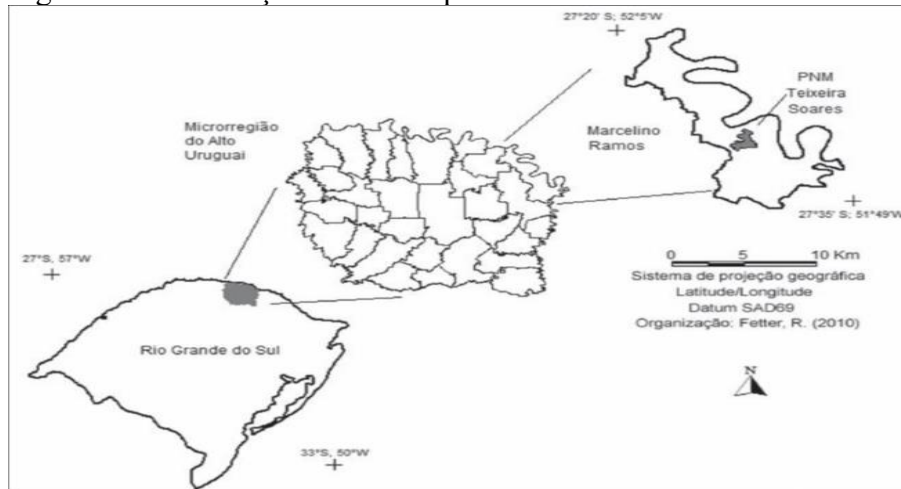 27°20' S; 52°5'W
PNM
Teixeira
Soares
Microrregião
do Alto
Uruguai
Marcelino
Ramos
27°35' S; 51°49'W
27°S, 57°W
0 5 10 Km
Sistema de projeção geográfica
Latitude/Longitude
Datum SAD69
Organização: Fetter, R. (2010)
Rio Grande do Sul
N
33°S, 50°W